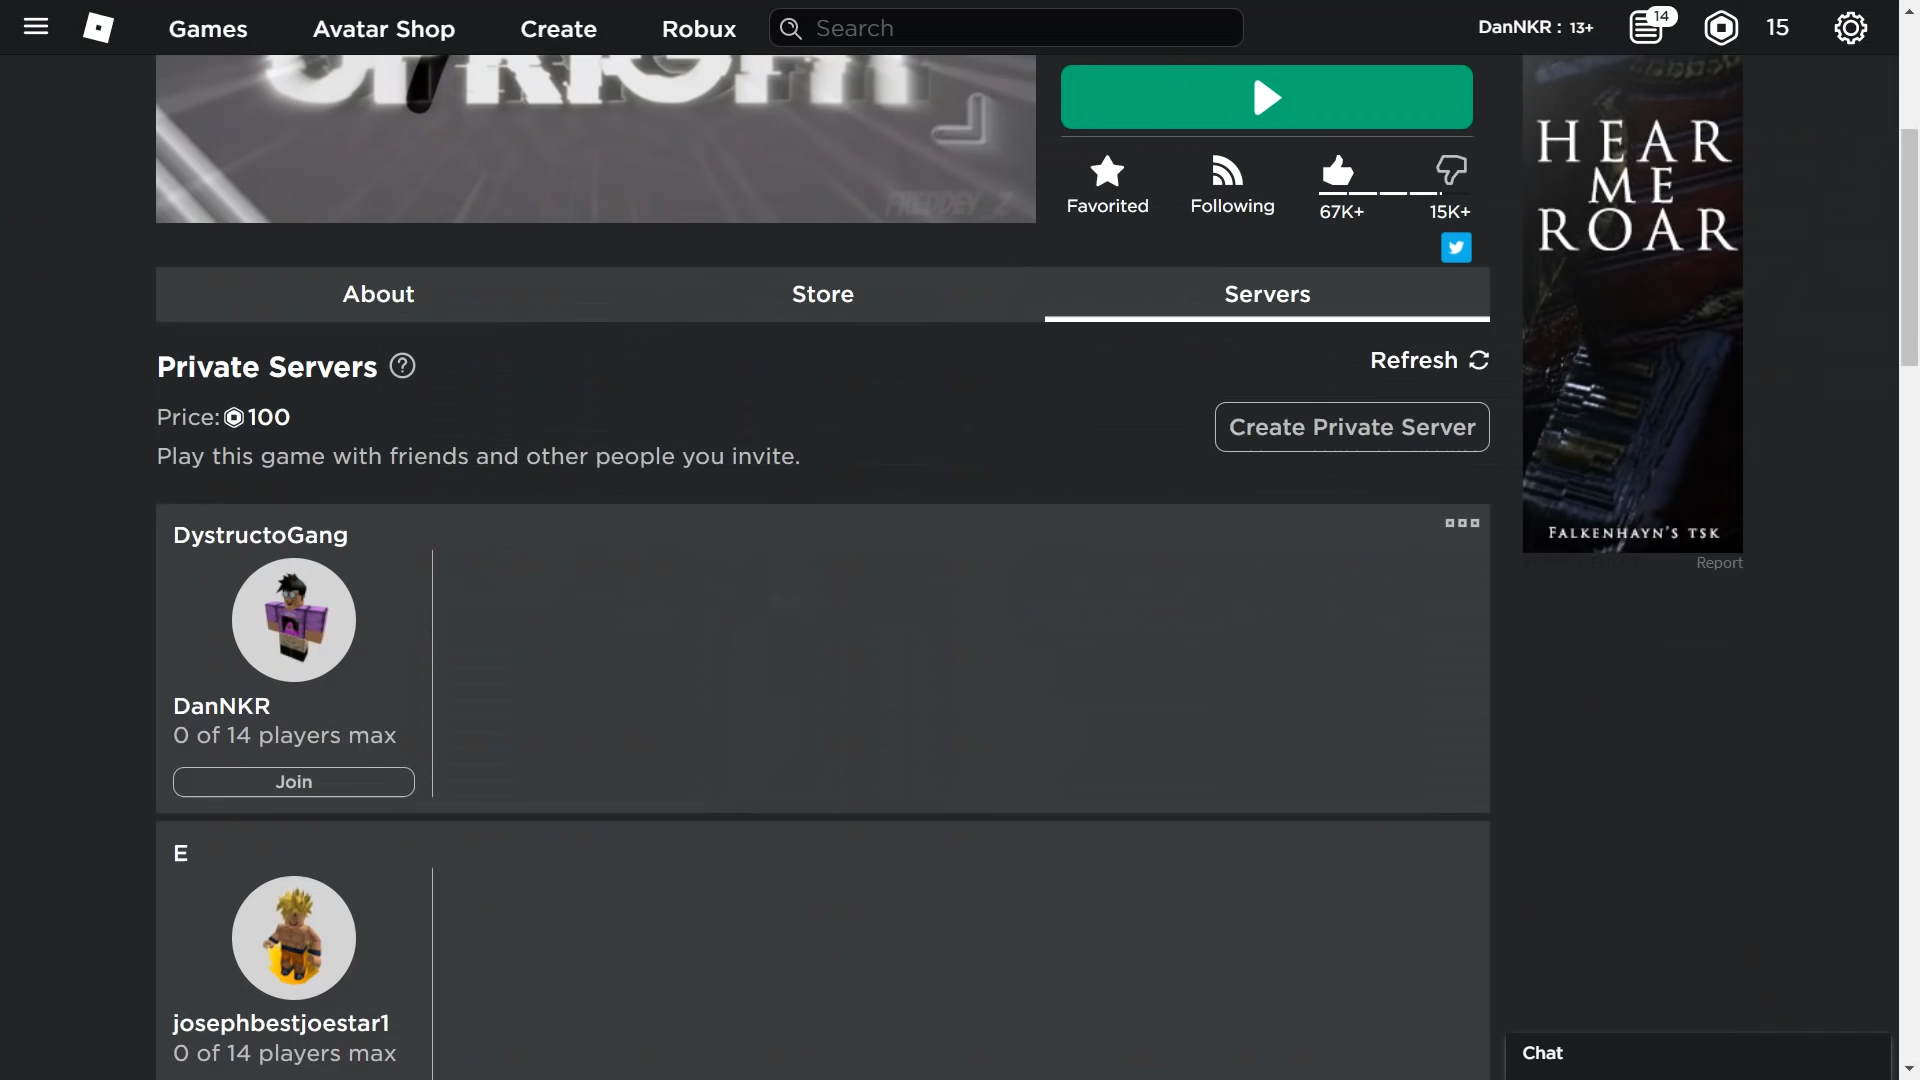 Games
Avatar Shop
Create
Robux
Search
DanNKR : 13+
14
15
UPRIGHT
FREDDEY_Z
Favorited
Following
67K+
15K+
HEAR
ME
ROAR
About
Store
Servers
Private Servers ?
Refresh
Price: 100
Create Private Server
Play this game with friends and other people you invite.
FALKENHAYN'S TSK
Report
DystructoGang
DanNKR
0 of 14 players max
Join
E
josephbestjoestar1
0 of 14 players max
Chat